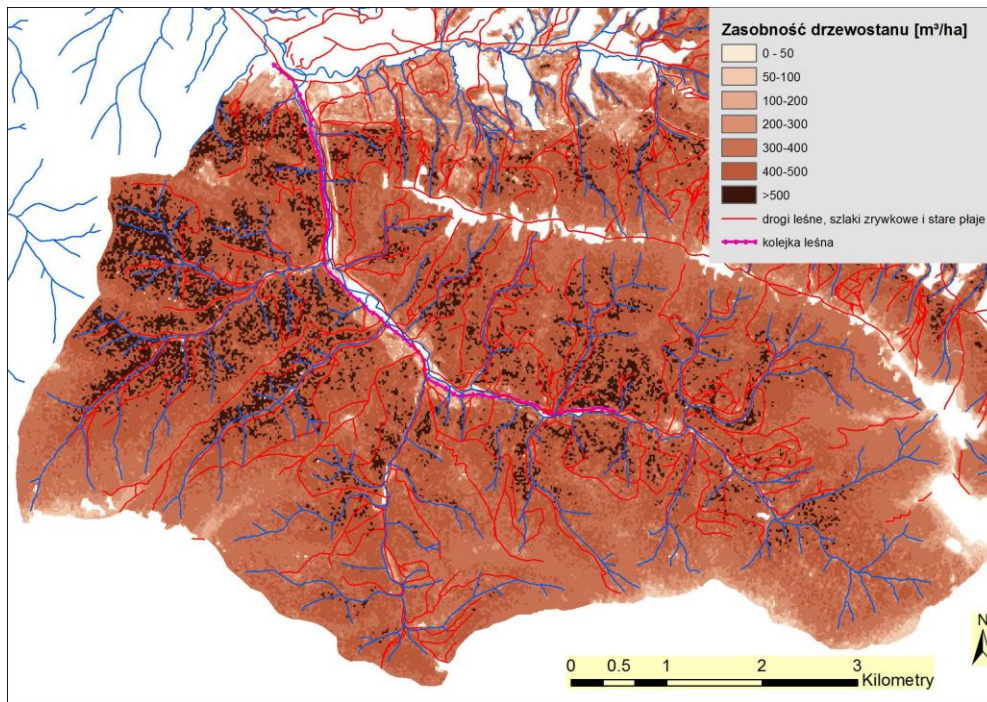 Zasobność drzewostanu [m³/ha]
0 - 50
50-100
100-200
200-300
300-400
400-500
>500
drogi leśne, szlaki zrywkowe i stare płaje
kolejka leśna
N
0 0.5 1 2 3
Kilometry